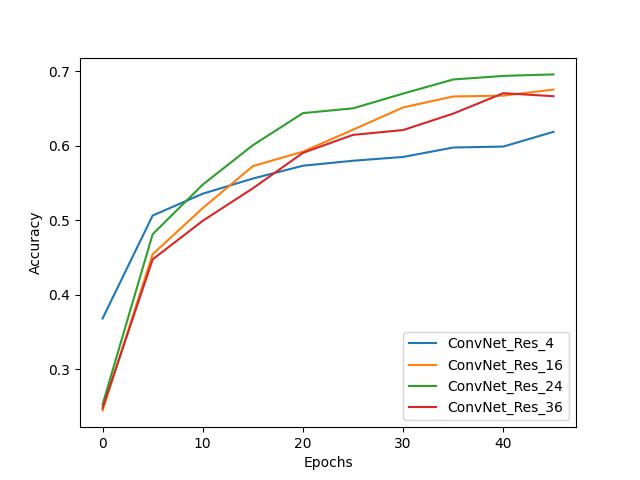 0.7
0.6
0.5
0.4
0.3
Accuracy
0 10 20 30 40
Epochs
ConvNet_Res_4
ConvNet_Res_16
ConvNet_Res_24
ConvNet_Res_36